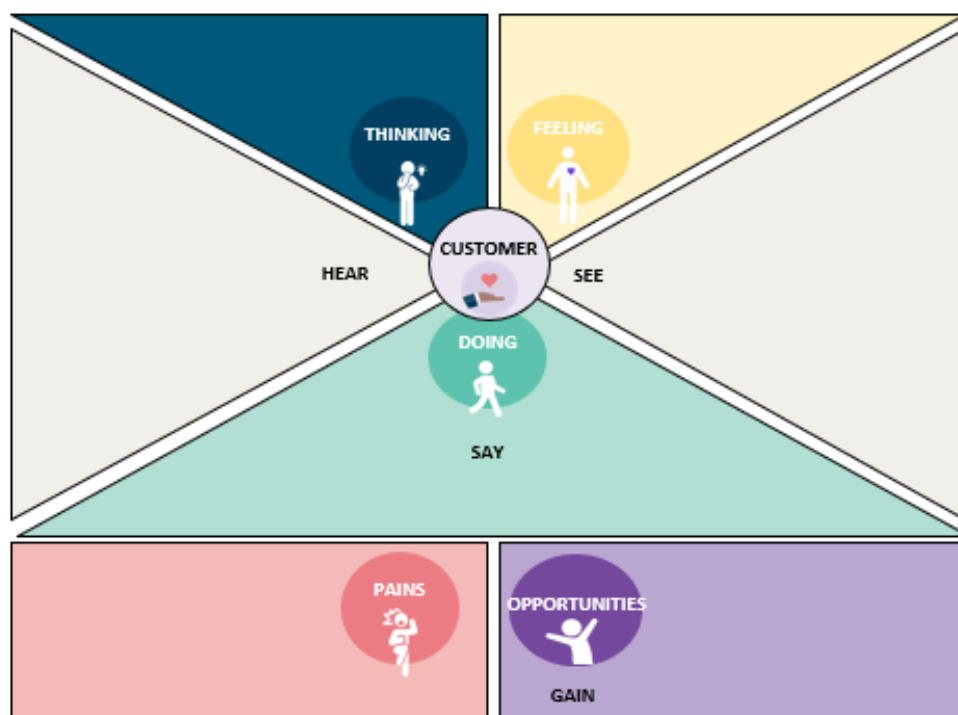 THINKING
FEELING
CUSTOMER
HEAR
SEE
DOING
SAY
PAINS
OPPORTUNITIES
GAIN